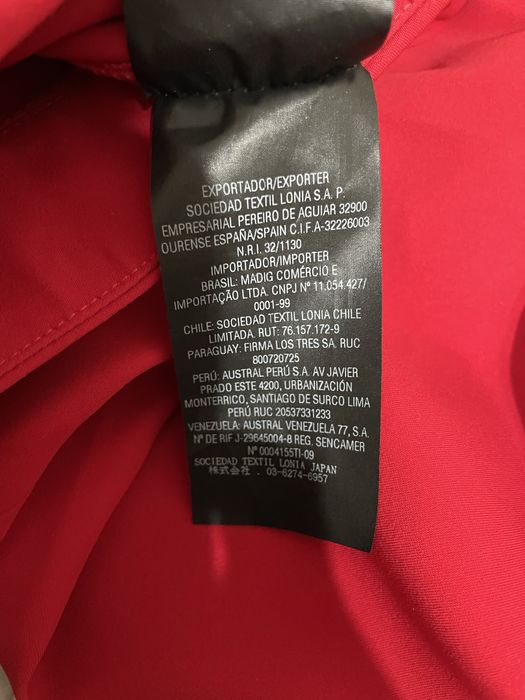 EXPORTADOR/EXPORTER
SOCIEDAD TEXTIL LONIA S.A. P.
EMPRESARIAL PEREIRO DE AGUIAR 32900
OURENSE ESPAÑA/SPAIN C.I.F.A-32226003
N.R.I. 32/1130
IMPORTADOR/IMPORTER
BRASIL: MADIG COMÉRCIO E
IMPORTAÇÃO LTDA. CNPJ Nº 11.054.427/
0001-99
CHILE: SOCIEDAD TEXTIL LONIA CHILE
LIMITADA. RUT: 76.157.172-9
PARAGUAY: FIRMA LOS TRES SA. RUC
800720725
PERÚ: AUSTRAL PERÚ S.A. AV JAVIER
PRADO ESTE 4200, URBANIZACIÓN
MONTERRICO, SANTIAGO DE SURCO LIMA
PERÚ RUC 20537331233
VENEZUELA: AUSTRAL VENEZUELA 77, S.A.
Nº DE RIF J-29645004-8 REG. SENCAMER
Nº 0004155TI-09
SOCIEDAD TEXTIL LONIA JAPAN
株式会社 . 03-6274-6957